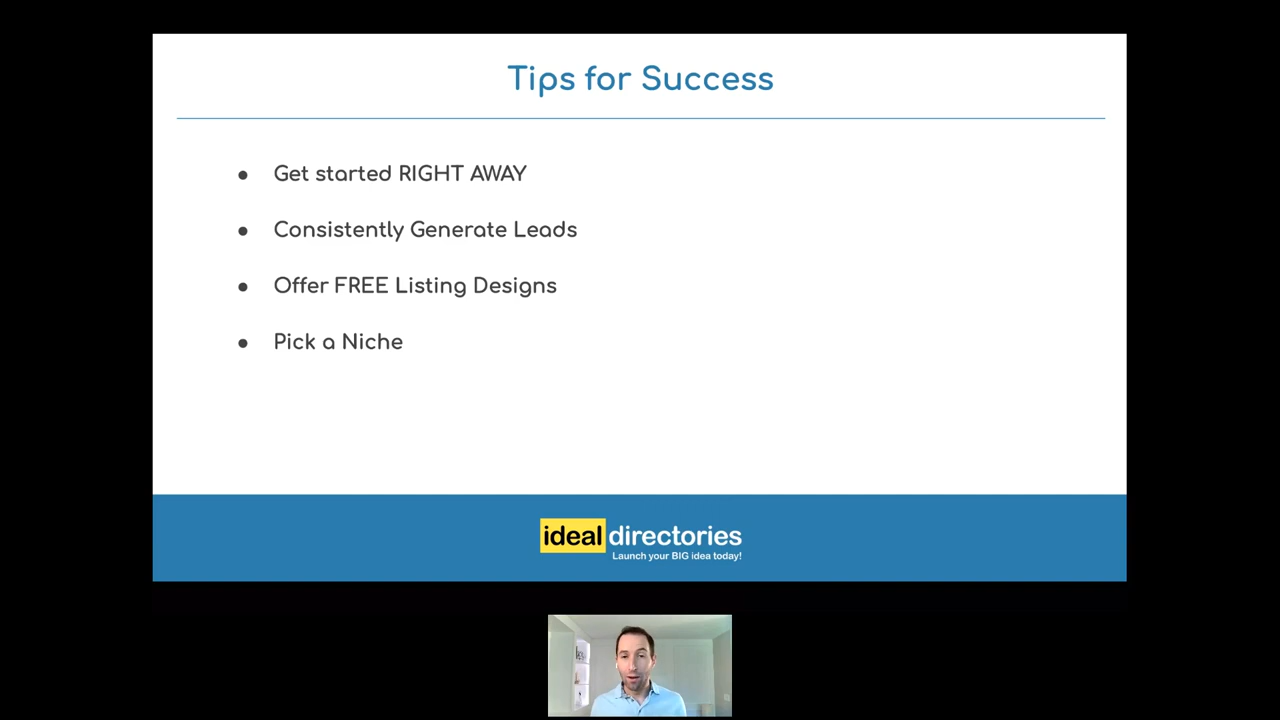 Tips for Success
● Get started RIGHT AWAY
● Consistently Generate Leads
● Offer FREE Listing Designs
● Pick a Niche
ideal directories
Launch your BIG idea today!